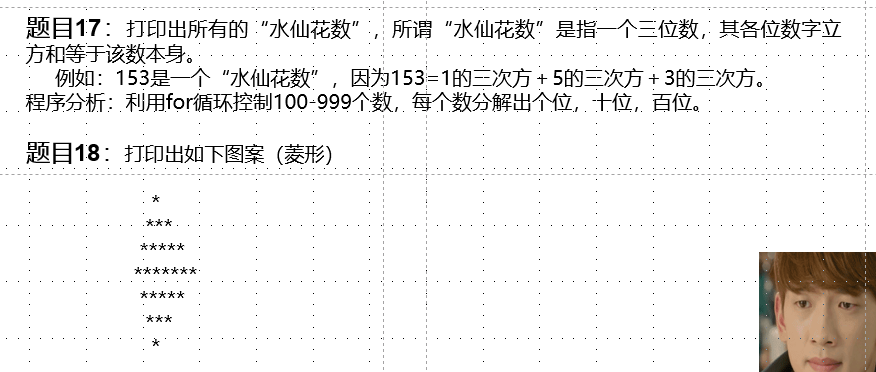 题目17：打印出所有的“水仙花数”，所谓“水仙花数”是指一个三位数，其各位数字立
方和等于该数本身。
例如：153是一个“水仙花数”，因为153=1的三次方＋5的三次方＋3的三次方。
程序分析：利用for循环控制100-999个数，每个数分解出个位，十位，百位。
题目18：打印出如下图案（菱形）
*
***
*****
*******
*****
***
*